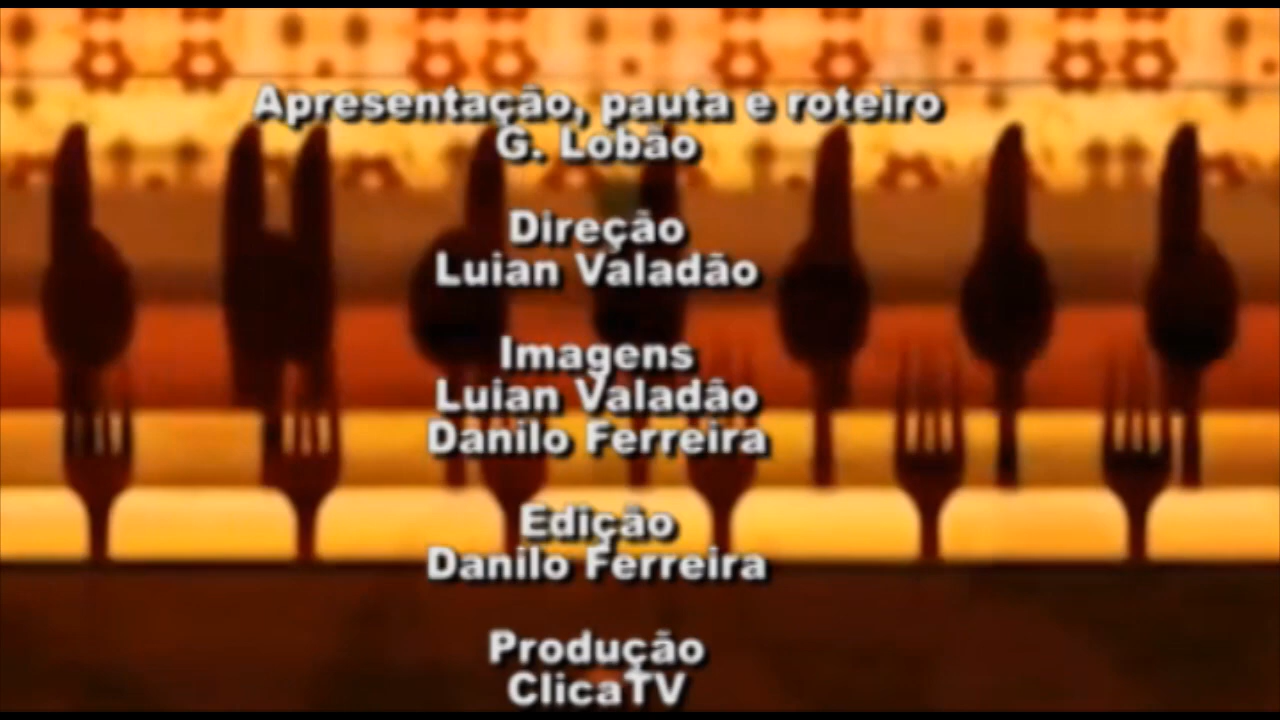 Apresentação, pauta e roteiro
G. Lobão
Direção
Luian Valadão
Imagens
Luian Valadão
Danilo Ferreira
Edição
Danilo Ferreira
Produção
ClicaTV